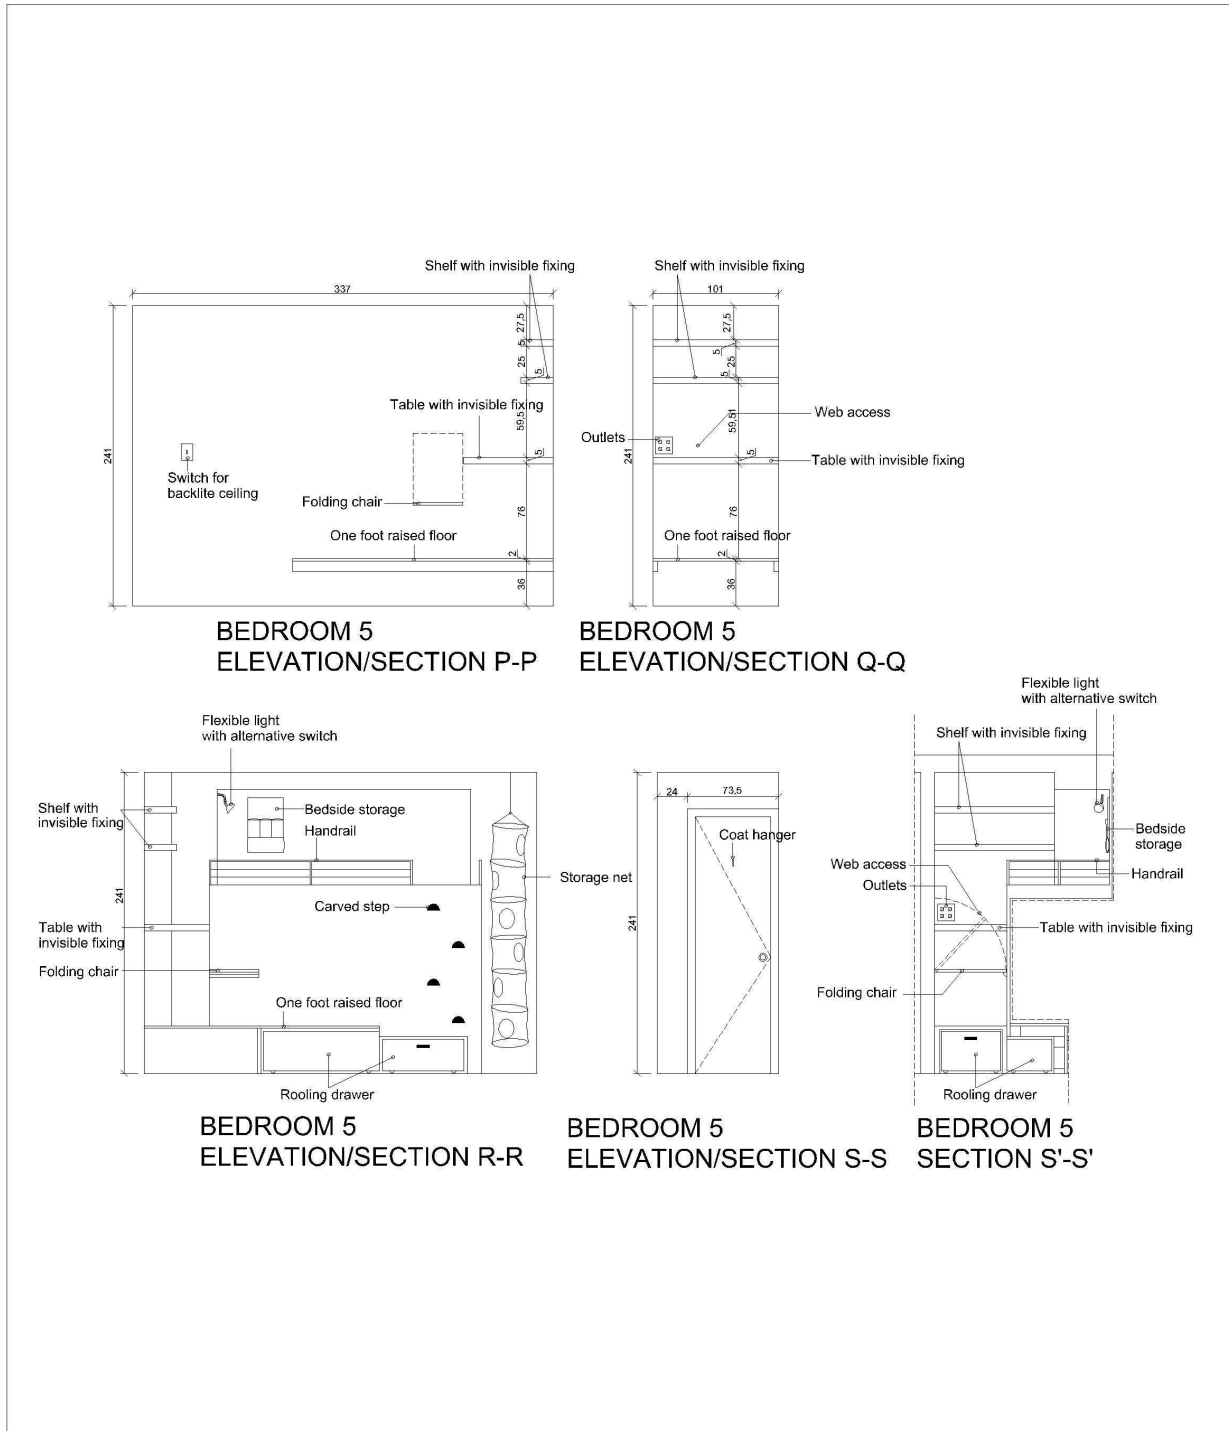 Shelf with invisible fixing
337
27,5
5
25
5
Table with invisible fixing
59,5
241
5
Switch for
backlite ceiling
Folding chair
76
One foot raised floor
2
36
BEDROOM 5
ELEVATION/SECTION P-P
Shelf with invisible fixing
101
27,5
5
25
5
59,51
Web access
Outlets
241
5
Table with invisible fixing
76
One foot raised floor
2
36
BEDROOM 5
ELEVATION/SECTION Q-Q
Flexible light
with alternative switch
Shelf with
invisible fixing
Bedside storage
Handrail
Storage net
241
Carved step
Table with
invisible fixing
Folding chair
One foot raised floor
Rooling drawer
BEDROOM 5
ELEVATION/SECTION R-R
24
73,5
Coat hanger
241
BEDROOM 5
ELEVATION/SECTION S-S
Flexible light
with alternative switch
Shelf with invisible fixing
Bedside
storage
Web access
Handrail
Outlets
Table with invisible fixing
Folding chair
Rooling drawer
BEDROOM 5
SECTION S'-S'